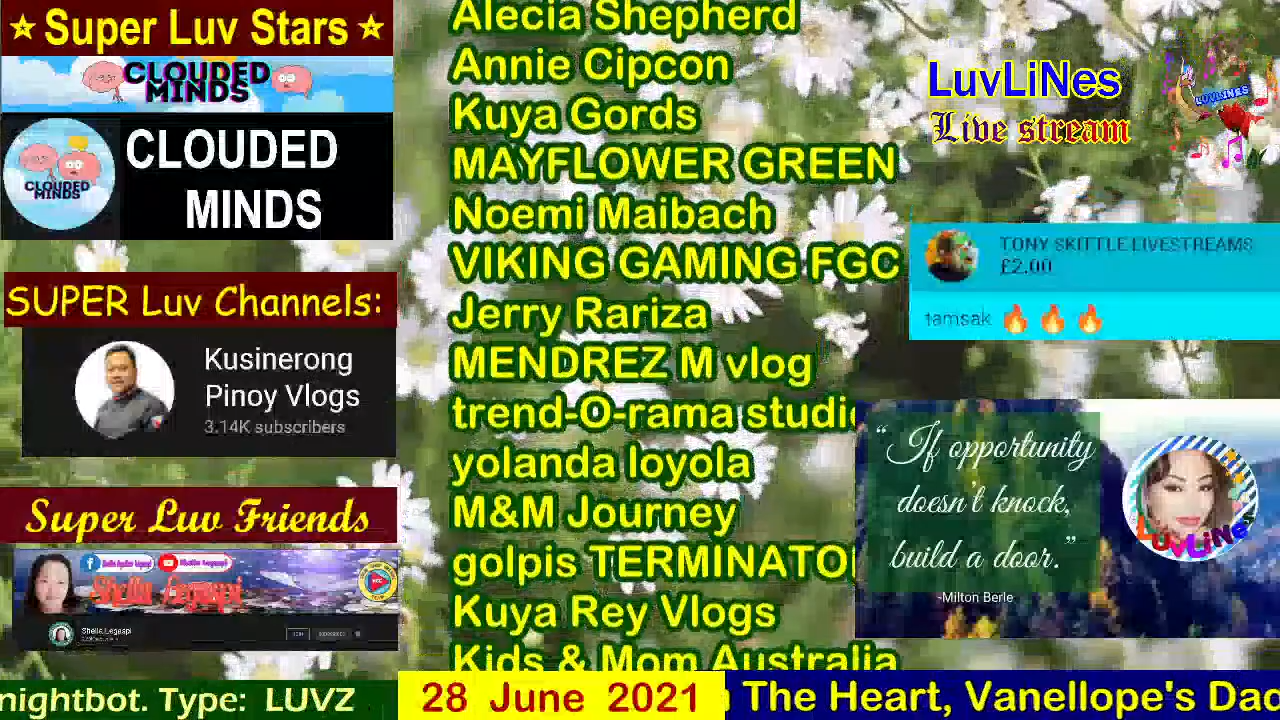 ★ Super Luv Stars ★
CLOUDED
MINDS
CLOUDED
MINDS
CLOUDED
MINDS
SUPER Luv Channels:
Kusinerong
Pinoy Vlogs
3.14K subscribers
Super Luv Friends
Sheila Legaspi
Sheila Legaspi
nightbot. Type: LUVZ
Alecia Shepherd
Annie Cipcon
Kuya Gords
MAYFLOWER GREEN
Noemi Maibach
VIKING GAMING FGC
Jerry Rariza
MENDREZ M vlog
trend-O-rama studi
yolanda loyola
M&M Journey
golpis TERMINATO
Kuya Rey Vlogs
Kids & Mom Australia
28 June 2021
LuvLiNes
Live stream
LUVLINES
TONY SKITTLE LIVESTREAMS
£2.00
tamsak 🔥 🔥 🔥
“If opportunity
doesn't knock,
build a door.”
-Milton Berle
LuvLiNes
The Heart, Vanellope's Dad